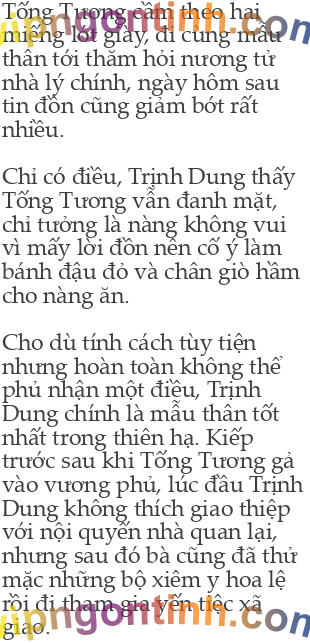 Tống Tương cầm theo hai
miếng lót giày, đi cùng mẫu
thân tới thăm hỏi nương tử
nhà lý chính, ngày hôm sau
tin đồn cũng giảm bớt rất
nhiều.
Chỉ có điều, Trịnh Dung thấy
Tống Tương vẫn đanh mặt,
chỉ tưởng là nàng không vui
vì mấy lời đồn nên cố ý làm
bánh đậu đỏ và chân giò hầm
cho nàng ăn.
Cho dù tính cách tùy tiện
nhưng hoàn toàn không thể
phủ nhận một điều, Trịnh
Dung chính là mẫu thân tốt
nhất trong thiên hạ. Kiếp
trước sau khi Tống Tương gả
vào vương phủ, lúc đầu Trịnh
Dung không thích giao thiệp
với nội quyến nhà quan lại,
nhưng sau đó bà cũng đã thử
mặc những bộ xiêm y hoa lệ
rồi đi tham gia yến tiệc xã
giao.